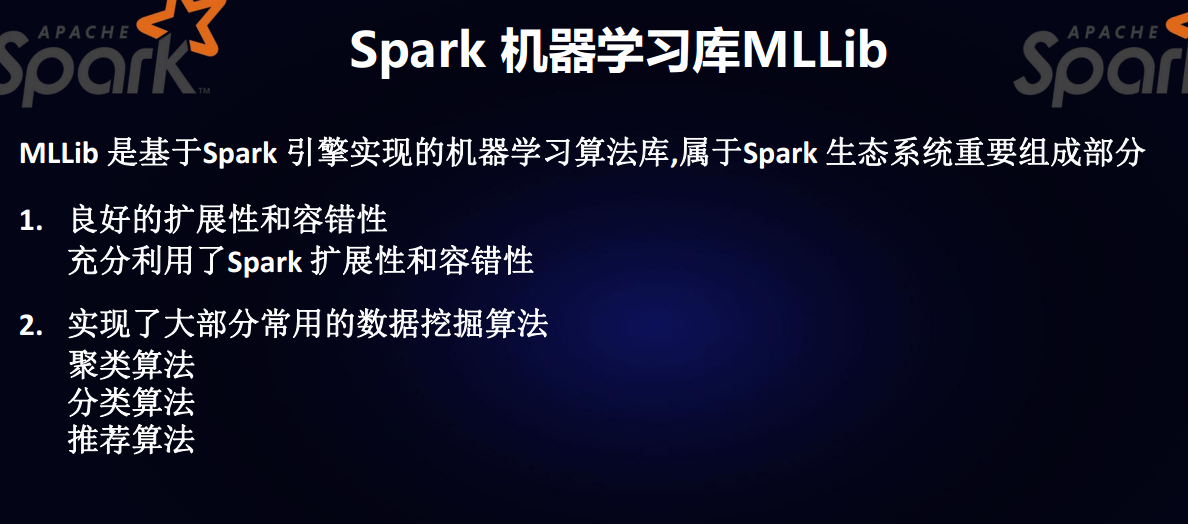 APACHE
Spark™
Spark 机器学习库MLLib
APACHE
Spark
MLLib 是基于Spark 引擎实现的机器学习算法库,属于Spark 生态系统重要组成部分
1. 良好的扩展性和容错性
充分利用了Spark 扩展性和容错性
2. 实现了大部分常用的数据挖掘算法
聚类算法
分类算法
推荐算法